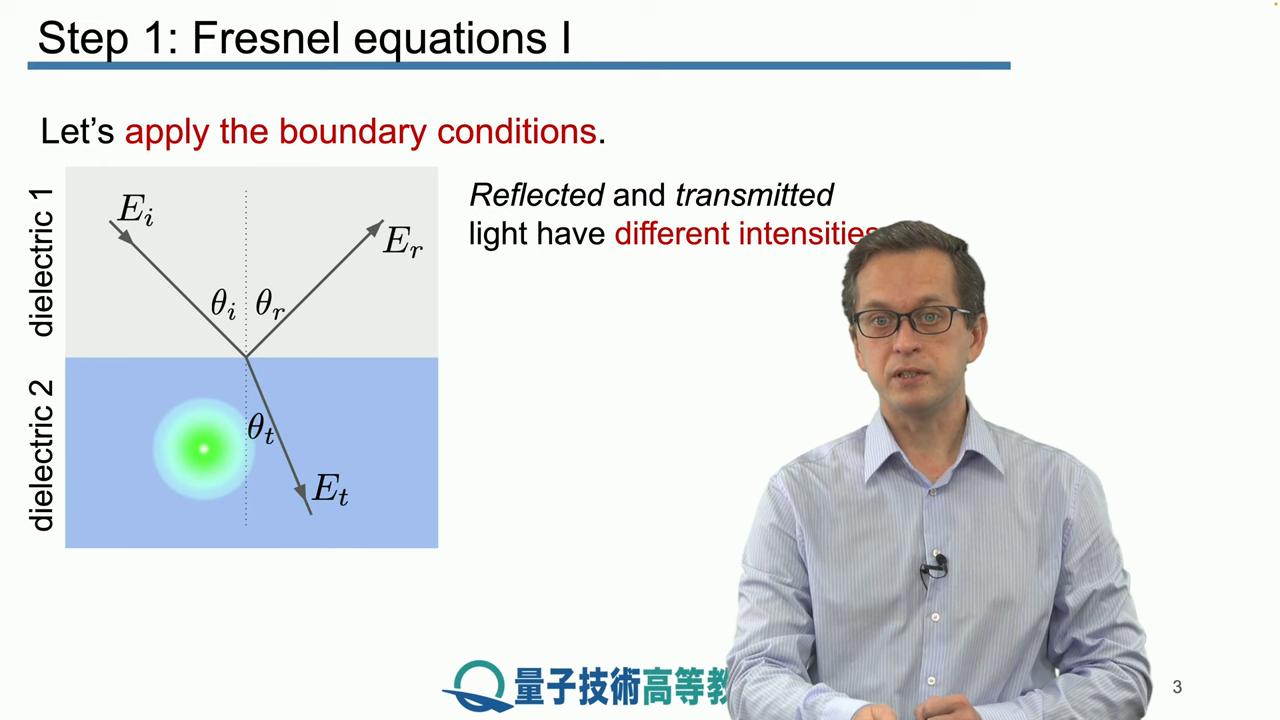 Step 1: Fresnel equations I
Let's apply the boundary conditions.
dielectric 1
dielectric 2
E_i
E_r
θ_i
θ_r
θ_t
E_t
Reflected and transmitted
light have different intensities
量子技術高等教
3